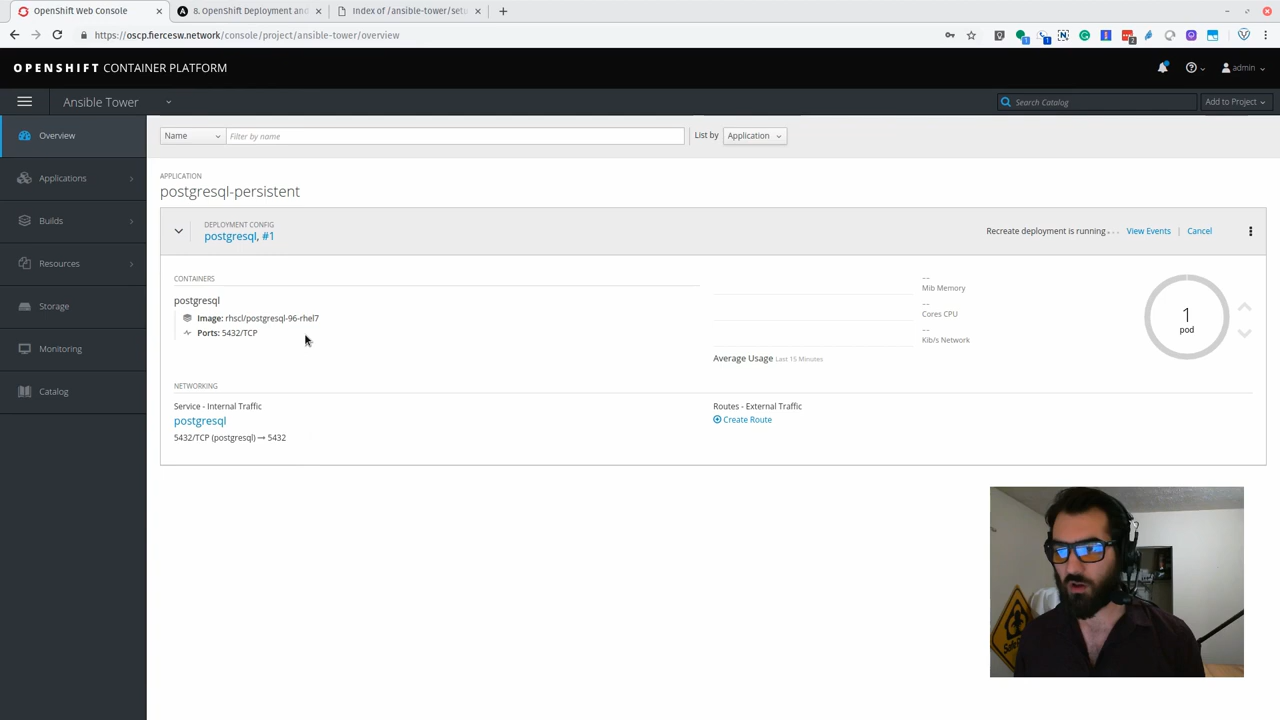 OpenShift Web Console
8. OpenShift Deployment and
Index of /ansible-tower/setu
https://oscp.fiercesw.network/console/project/ansible-tower/overview
OPENSHIFT CONTAINER PLATFORM
admin
Ansible Tower
Search Catalog
Add to Project
Overview
Applications
Builds
Resources
Storage
Monitoring
Catalog
Name
Filter by name
List by
Application
APPLICATION
postgresql-persistent
DEPLOYMENT CONFIG
postgresql, #1
Recreate deployment is running
View Events | Cancel
CONTAINERS
postgresql
Image: rhscl/postgresql-96-rhel7
Ports: 5432/TCP
--
Mib Memory
--
Cores CPU
--
Kib/s Network
Average Usage Last 15 Minutes
1
pod
NETWORKING
Service - Internal Traffic
postgresql
5432/TCP (postgresql) → 5432
Routes - External Traffic
Create Route